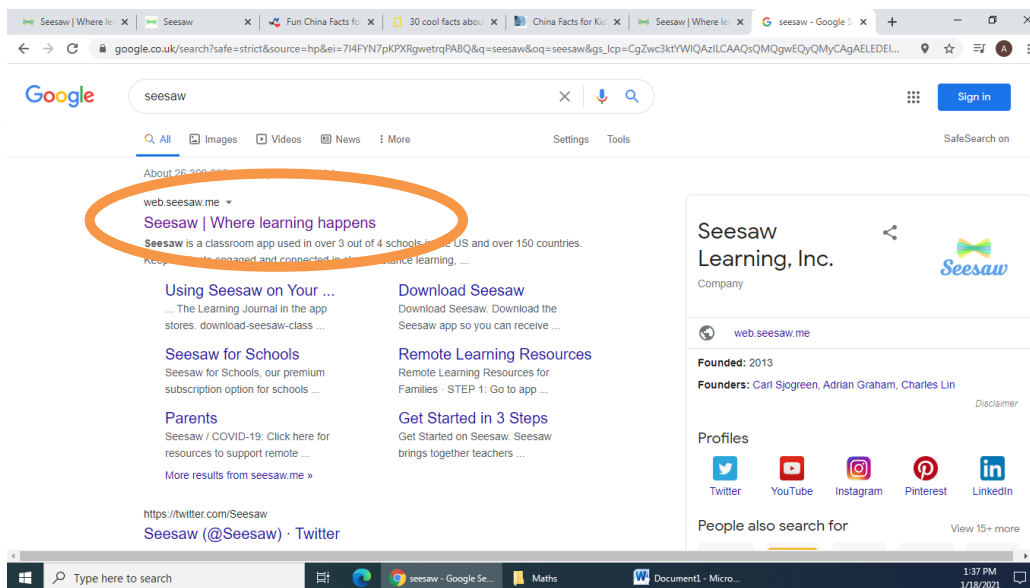 Seesaw | Where le
Seesaw
Fun China Facts fo
30 cool facts abou
China Facts for Kid
Seesaw | Where le
seesaw - Google S
google.co.uk/search?safe=strict&source=hp&ei=7I4FYN7pKPXRgwetrqPABQ&q=seesaw&oq=seesaw&gs_lcp=CgZwc3ktYWIQAzILCAAQsQMQgwEQyQMyCAgAELEDEI...
A
Google
seesaw
Sign in
All Images Videos News More Settings Tools SafeSearch on
About
web.seesaw.me
Seesaw | Where learning happens
Seesaw is a classroom app used in over 3 out of 4 schools in the US and over 150 countries.
engaged and connected in learning, ...
Using Seesaw on Your ...
... The Learning Journal in the app
stores. download-seesaw-class ...
Download Seesaw
Download Seesaw. Download the
Seesaw app so you can receive ...
Seesaw for Schools
Seesaw for Schools, our premium
subscription option for schools ...
Remote Learning Resources
Remote Learning Resources for
Families · STEP 1: Go to app ...
Parents
Seesaw / COVID-19: Click here for
resources to support remote ...
Get Started in 3 Steps
Get Started on Seesaw. Seesaw
brings together teachers ...
More results from seesaw.me »
https://twitter.com/Seesaw
Seesaw (@Seesaw) · Twitter
Seesaw
Learning, Inc.
Company
Seesaw
web.seesaw.me
Founded: 2013
Founders: Carl Sjogreen, Adrian Graham, Charles Lin
Disclaimer
Profiles
Twitter YouTube Instagram Pinterest LinkedIn
People also search for View 15+ more
Type here to search
seesaw - Google Se...
Maths
Document1 - Micro...
1:37 PM
1/18/2021